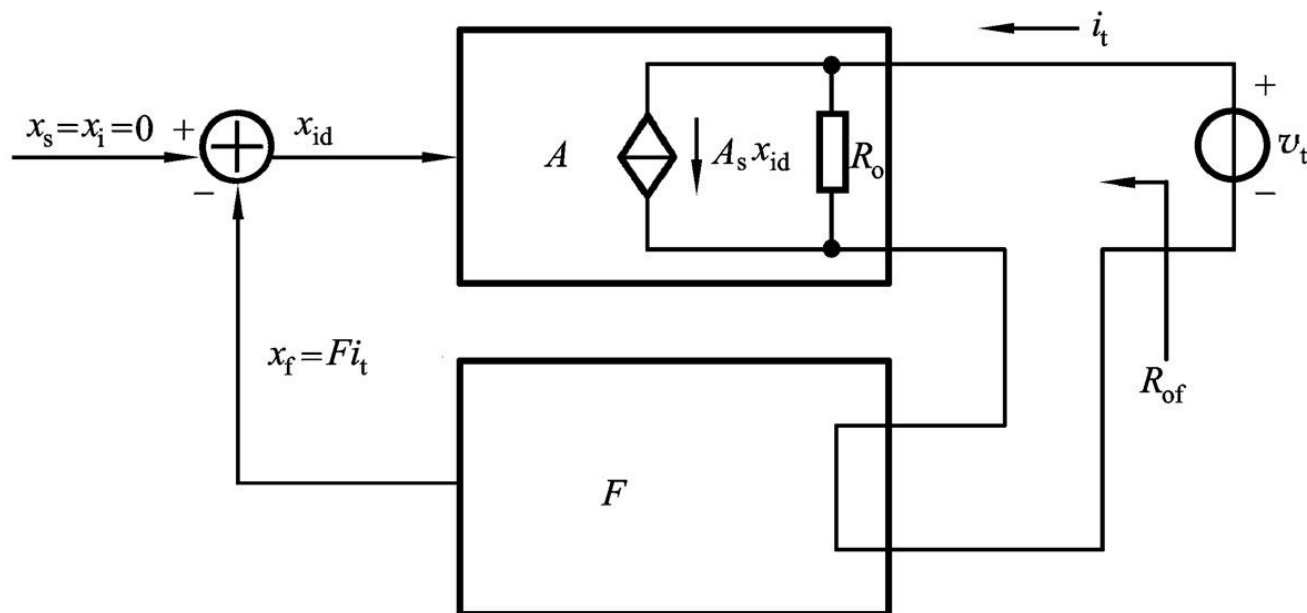 i_t
x_s=x_i=0
+
x_id
−
A
A_s x_id
R_o
+
v_t
−
x_f=Fi_t
R_of
F